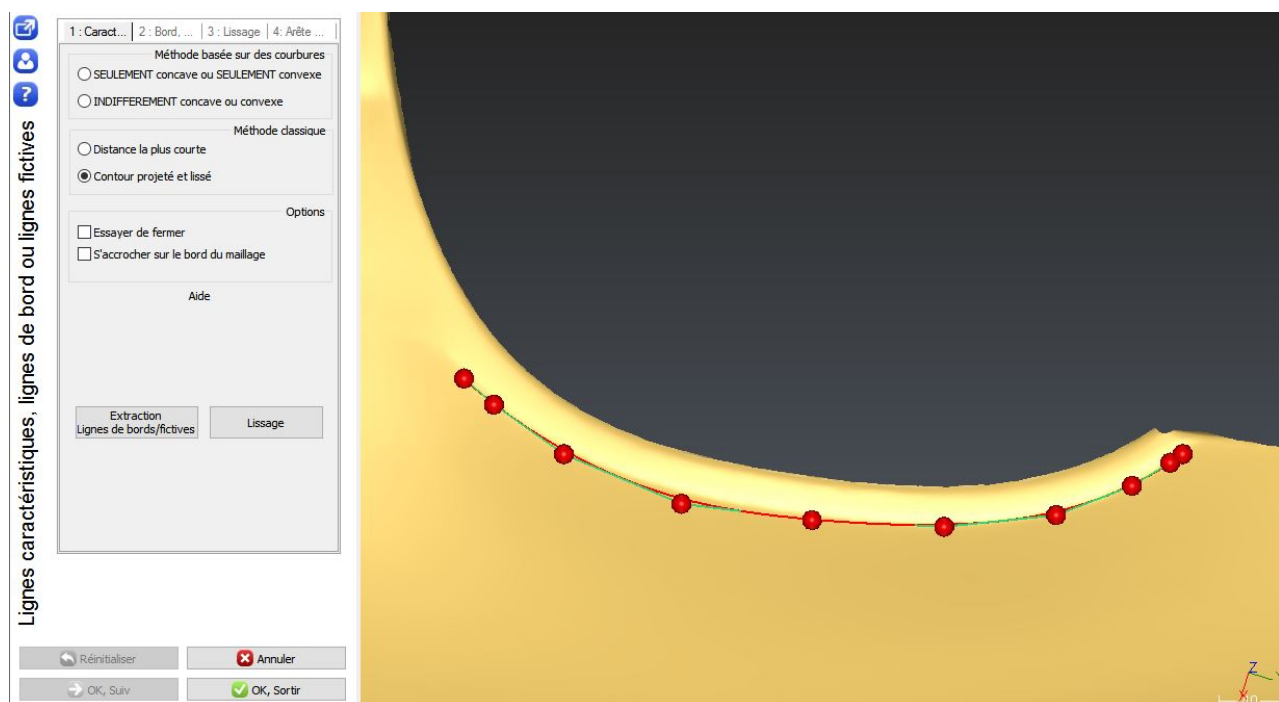 Lignes caractéristiques, lignes de bord ou lignes fictives
1 : Caract...
2 : Bord, ...
3 : Lissage
4: Arête ...
Méthode basée sur des courbures
SEULEMENT concave ou SEULEMENT convexe
INDIFFEREMENT concave ou convexe
Méthode classique
Distance la plus courte
Contour projeté et lissé
Options
Essayer de fermer
S'accrocher sur le bord du maillage
Aide
Extraction
Lignes de bords/fictives
Lissage
Réinitialiser
Annuler
OK, Suiv
OK, Sortir
?
Z
X